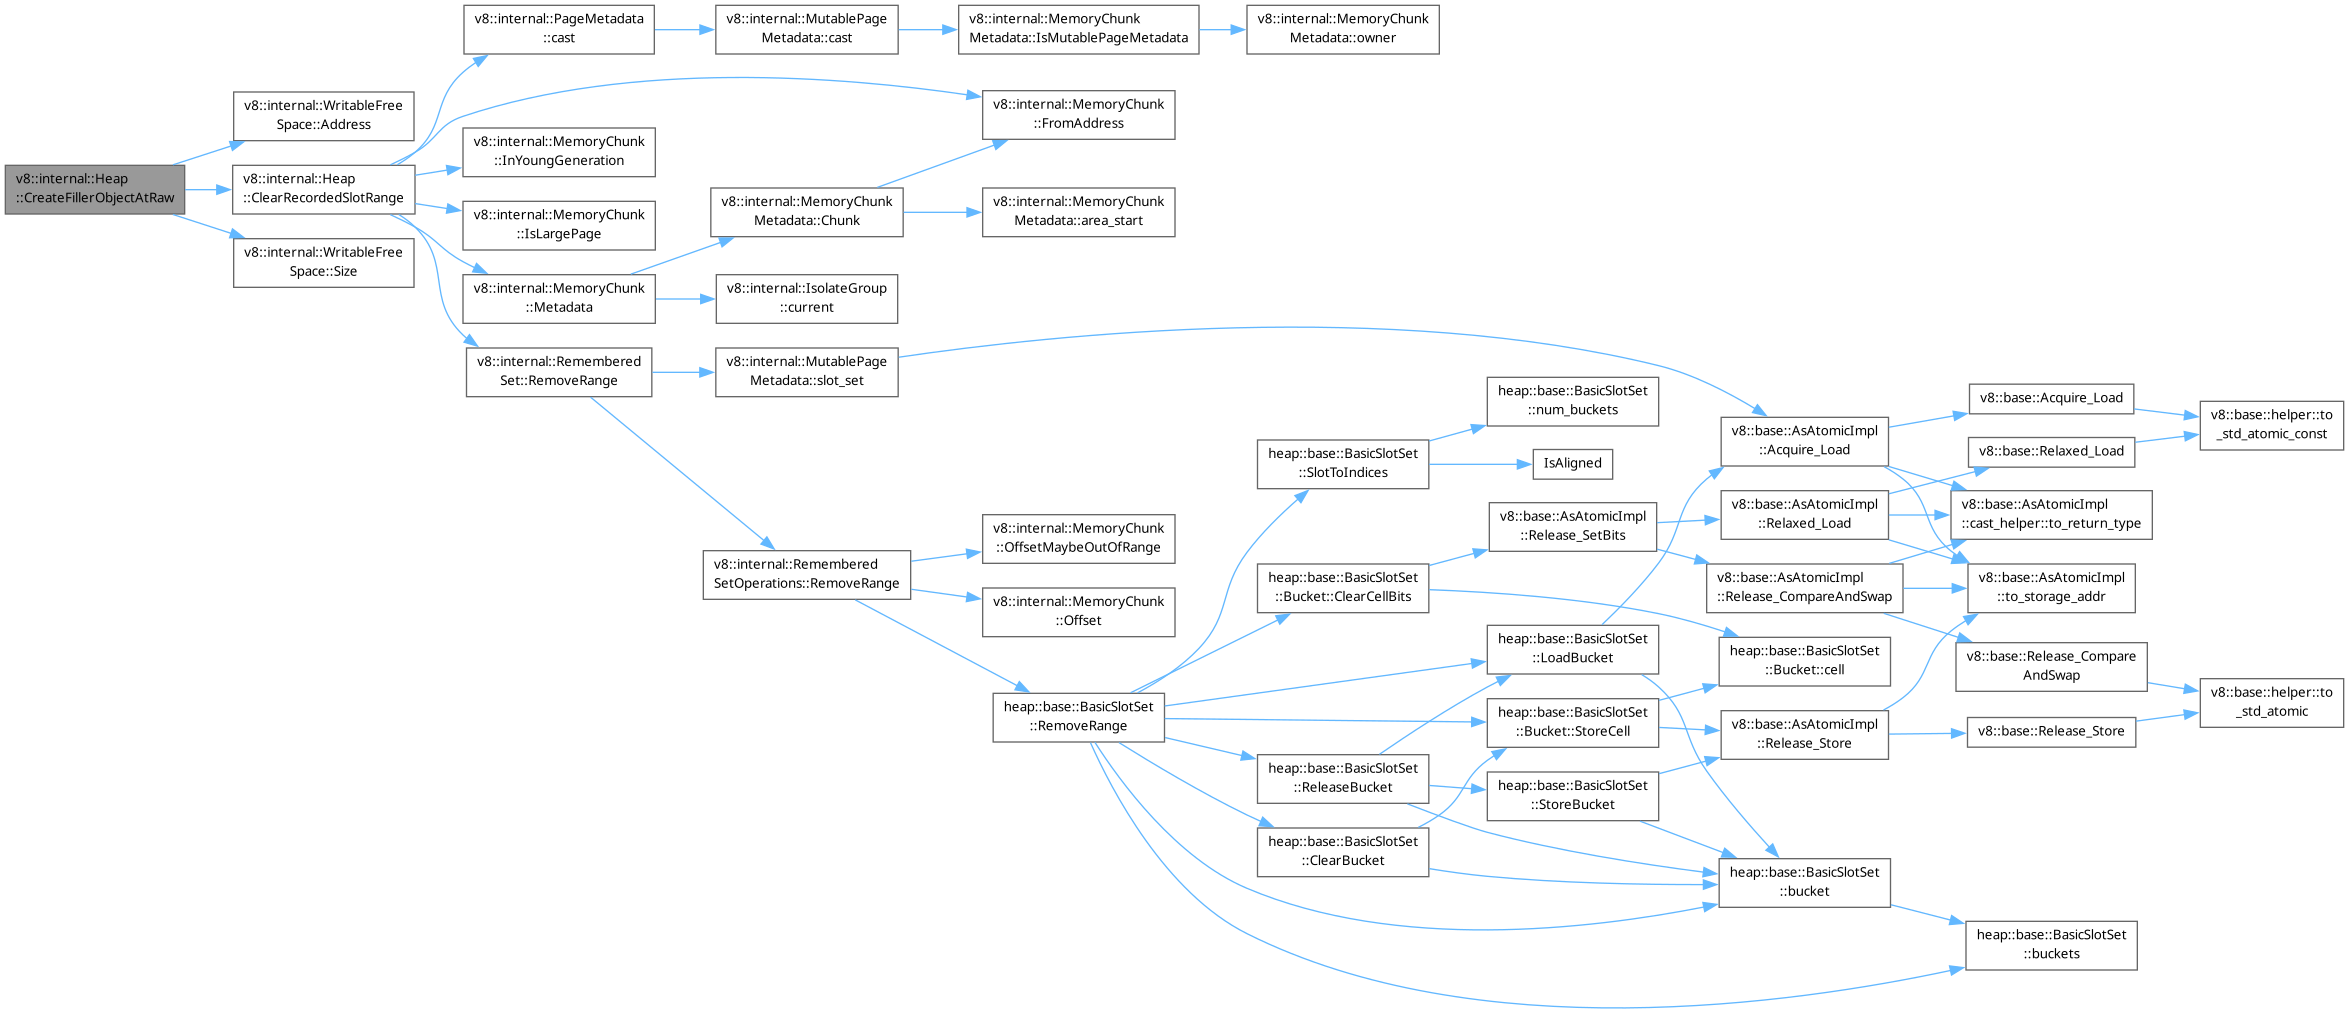 v8::internal::PageMetadata
::cast
v8::internal::MutablePage
Metadata::cast
v8::internal::MemoryChunk
Metadata::IsMutablePageMetadata
v8::internal::MemoryChunk
Metadata::owner
v8::internal::WritableFree
Space::Address
v8::internal::MemoryChunk
::FromAddress
v8::internal::MemoryChunk
::InYoungGeneration
v8::internal::Heap
::CreateFillerObjectAtRaw
v8::internal::Heap
::ClearRecordedSlotRange
v8::internal::MemoryChunk
::IsLargePage
v8::internal::MemoryChunk
Metadata::Chunk
v8::internal::MemoryChunk
Metadata::area_start
v8::internal::WritableFree
Space::Size
v8::internal::MemoryChunk
::Metadata
v8::internal::IsolateGroup
::current
v8::internal::Remembered
Set::RemoveRange
v8::internal::MutablePage
Metadata::slot_set
heap::base::BasicSlotSet
::num_buckets
v8::base::Acquire_Load
v8::base::helper::to
_std_atomic_const
v8::base::AsAtomicImpl
::Acquire_Load
heap::base::BasicSlotSet
::SlotToIndices
IsAligned
v8::base::Relaxed_Load
v8::base::AsAtomicImpl
::Relaxed_Load
v8::base::AsAtomicImpl
::cast_helper::to_return_type
v8::base::AsAtomicImpl
::Release_SetBits
v8::internal::MemoryChunk
::OffsetMaybeOutOfRange
v8::internal::Remembered
SetOperations::RemoveRange
heap::base::BasicSlotSet
::Bucket::ClearCellBits
v8::base::AsAtomicImpl
::Release_CompareAndSwap
v8::base::AsAtomicImpl
::to_storage_addr
v8::internal::MemoryChunk
::Offset
heap::base::BasicSlotSet
::LoadBucket
heap::base::BasicSlotSet
::Bucket::cell
v8::base::Release_Compare
AndSwap
v8::base::helper::to
_std_atomic
heap::base::BasicSlotSet
::RemoveRange
heap::base::BasicSlotSet
::Bucket::StoreCell
v8::base::AsAtomicImpl
::Release_Store
v8::base::Release_Store
heap::base::BasicSlotSet
::ReleaseBucket
heap::base::BasicSlotSet
::StoreBucket
heap::base::BasicSlotSet
::ClearBucket
heap::base::BasicSlotSet
::bucket
heap::base::BasicSlotSet
::buckets